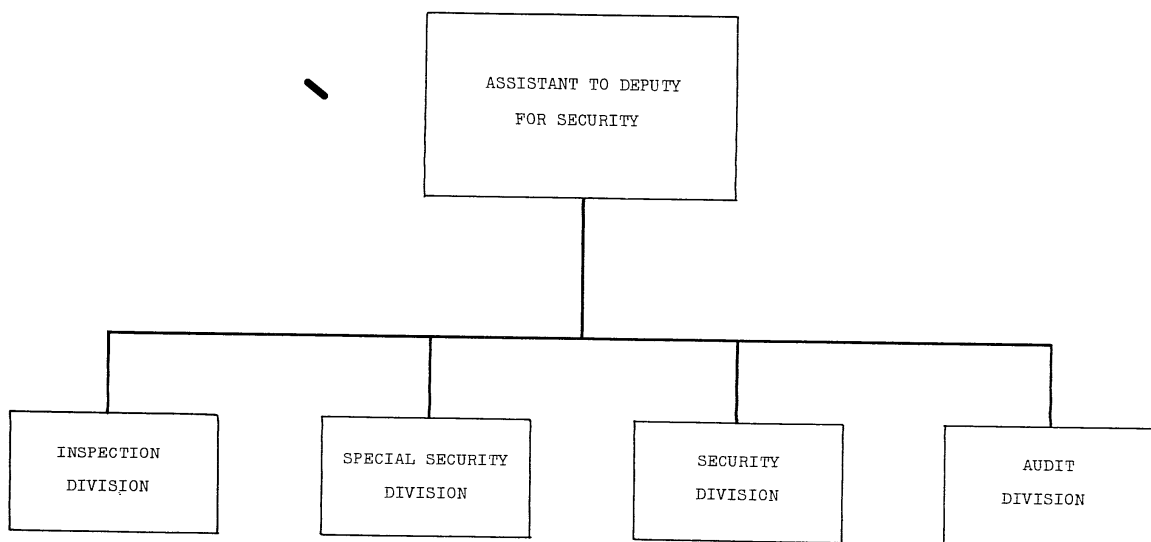 ASSISTANT TO DEPUTY
FOR SECURITY
INSPECTION
DIVISION
SPECIAL SECURITY
DIVISION
SECURITY
DIVISION
AUDIT
DIVISION